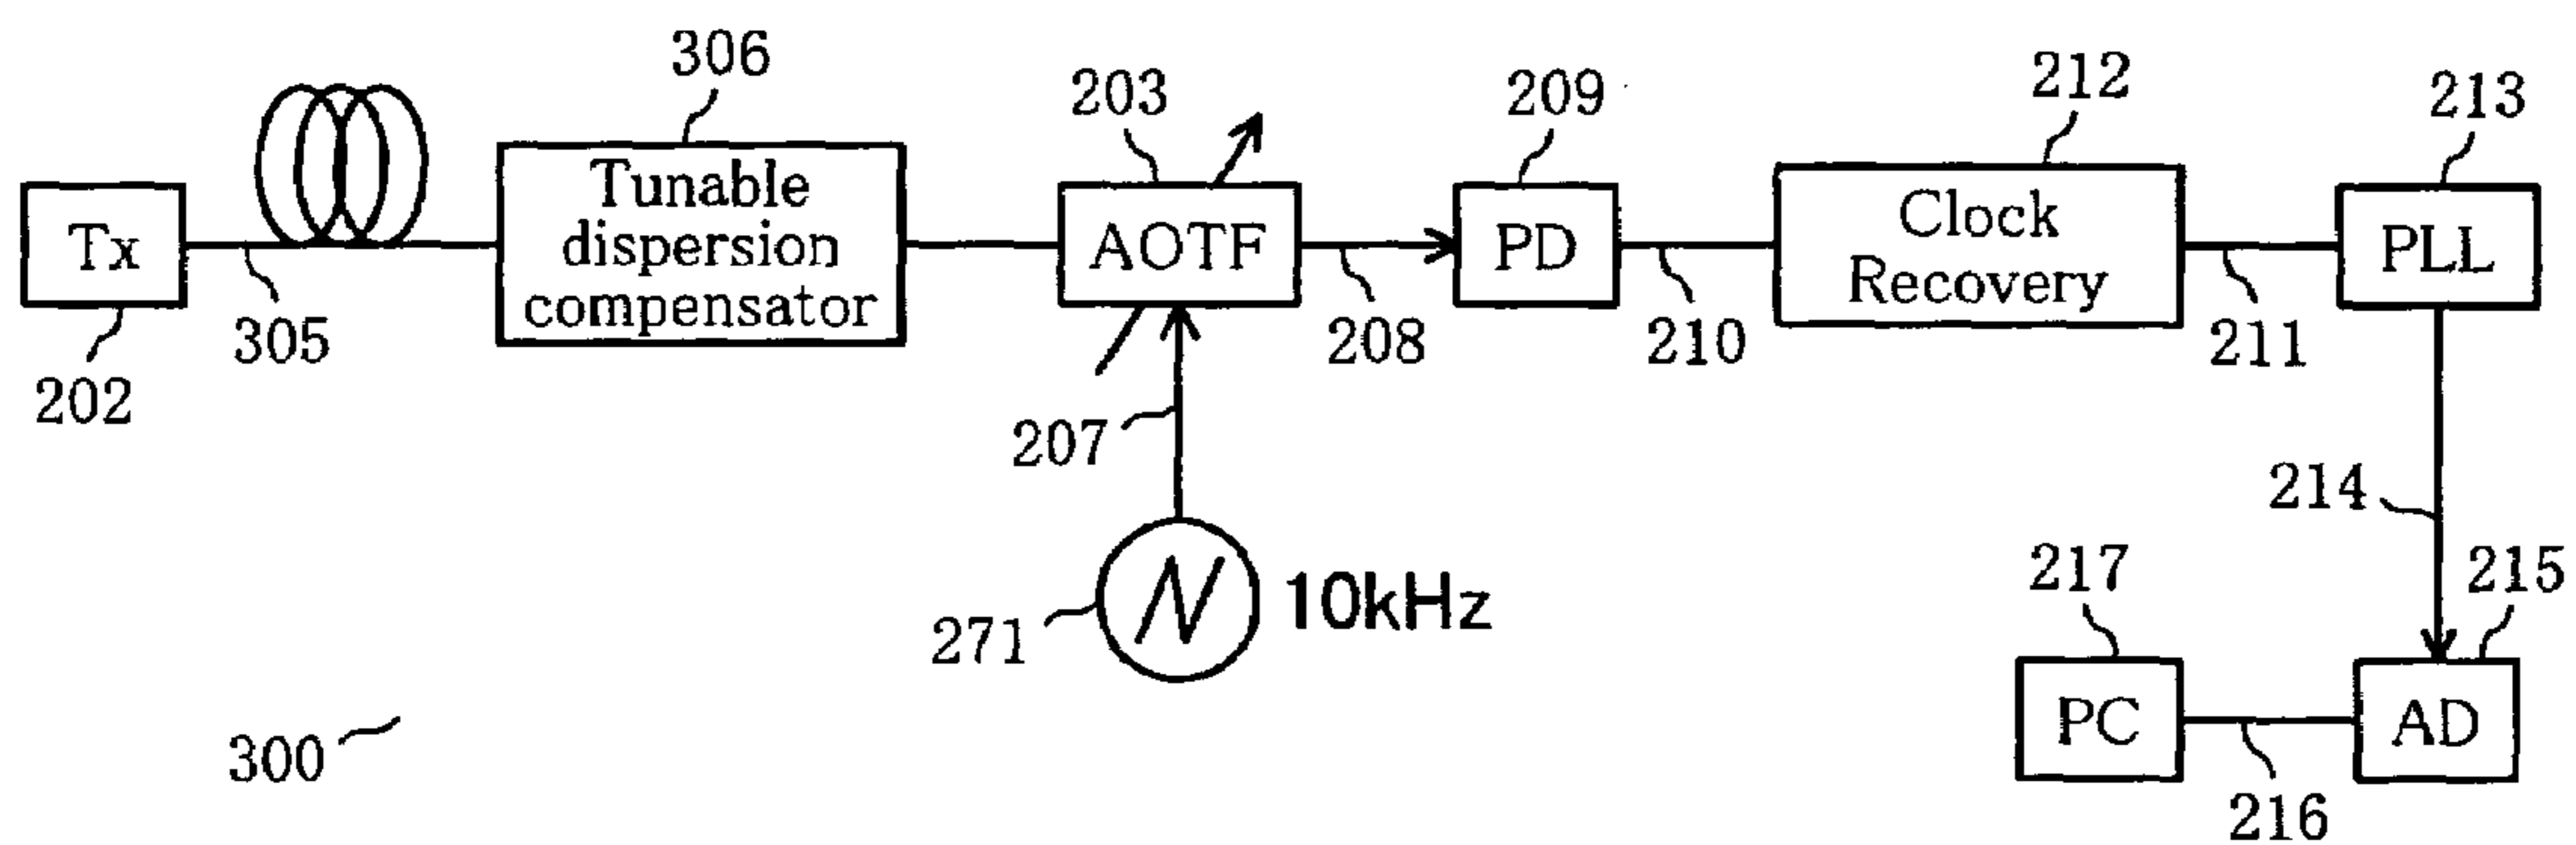 306
203
209
212
213
Tx
Tunable
dispersion
compensator
AOTF
PD
Clock
Recovery
PLL
202
305
208
210
211
207
214
271
10kHz
217
215
PC
AD
216
300